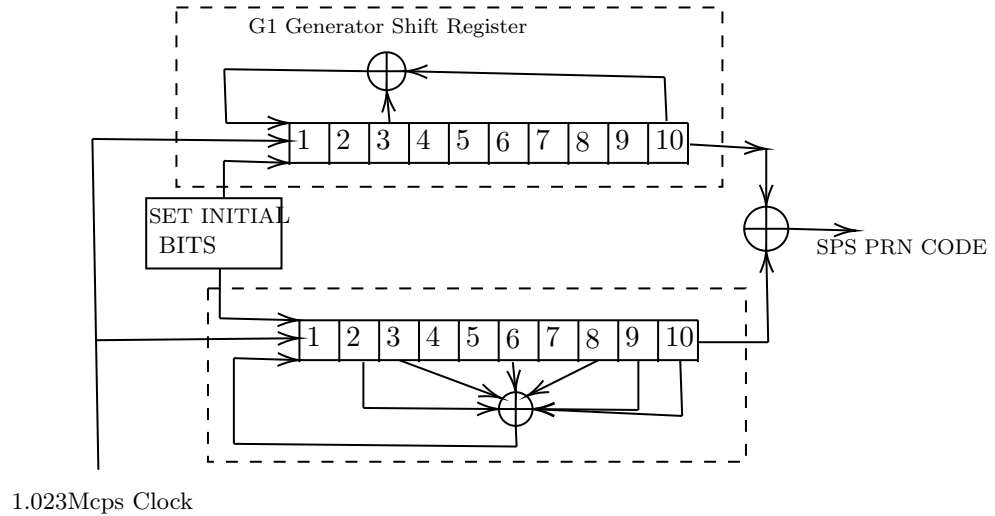 G1 Generator Shift Register
1 2 3 4 5 6 7 8 9 10
SET INITIAL
BITS
SPS PRN CODE
1 2 3 4 5 6 7 8 9 10
1.023Mcps Clock